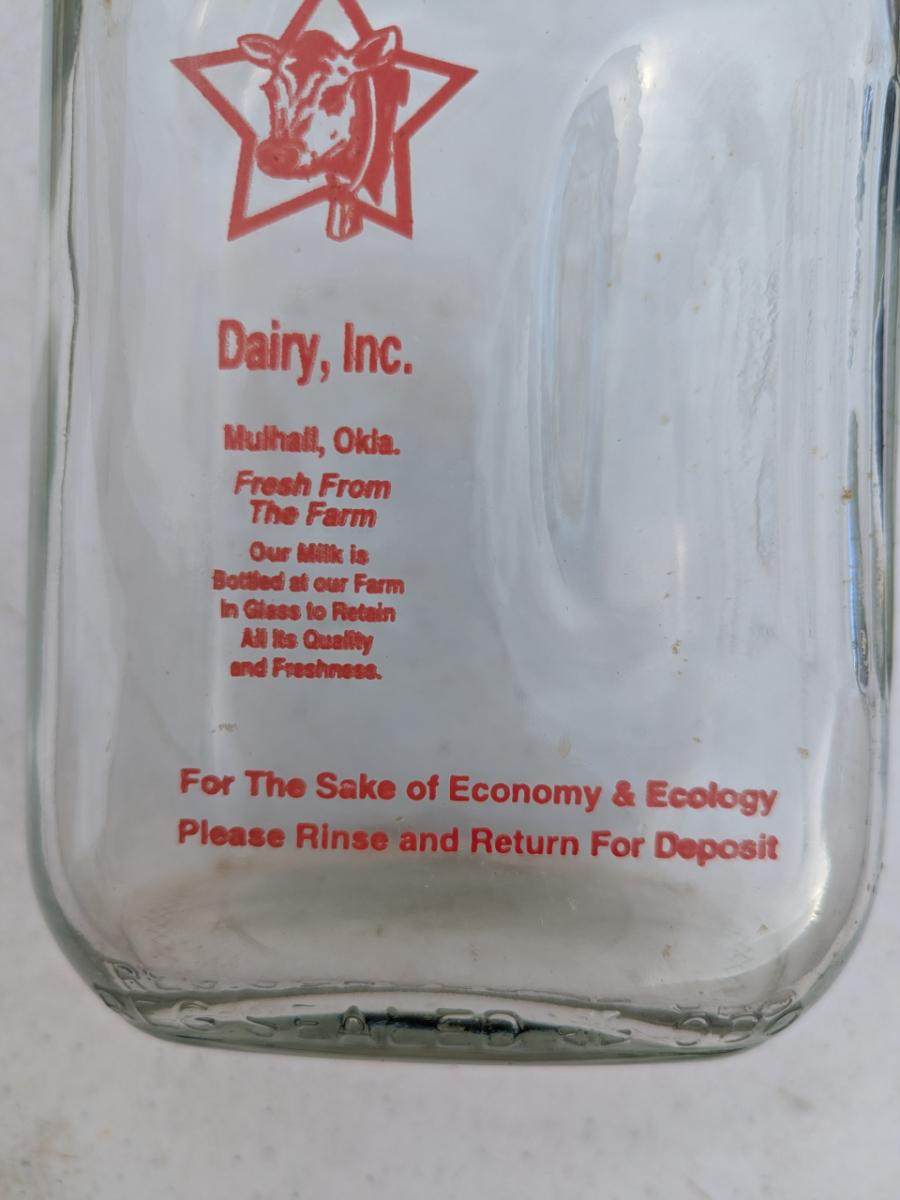 Dairy, Inc.
Mulhall, Okla.
Fresh From
The Farm
Our Milk is
Bottled at our Farm
in Glass to Retain
All its Quality
and Freshness.
For The Sake of Economy & Ecology
Please Rinse and Return For Deposit
SEALED